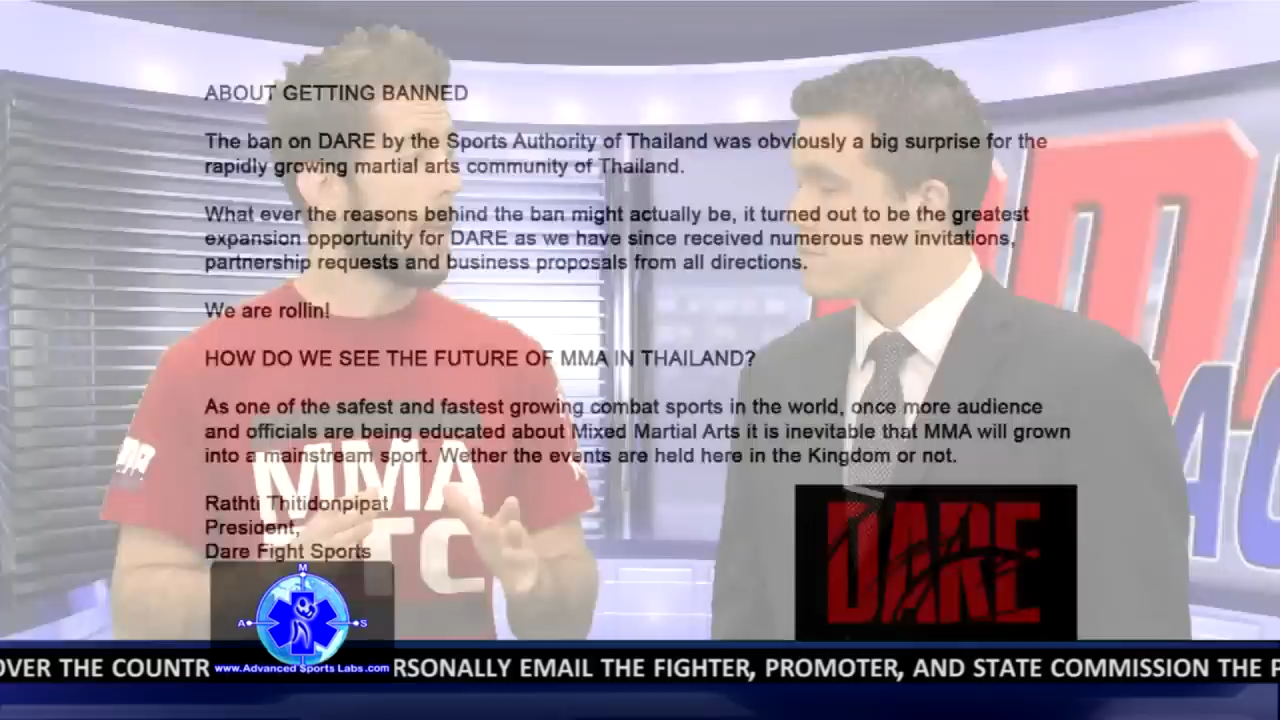 ABOUT GETTING BANNED
The ban on DARE by the Sports Authority of Thailand was obviously a big surprise for the
rapidly growing martial arts community of Thailand.
What ever the reasons behind the ban might actually be, it turned out to be the greatest
expansion opportunity for DARE as we have since received numerous new invitations,
partnership requests and business proposals from all directions.
We are rollin!
HOW DO WE SEE THE FUTURE OF MMA IN THAILAND?
As one of the safest and fastest growing combat sports in the world, once more audience
and officials are being educated about Mixed Martial Arts it is inevitable that MMA will grown
into a mainstream sport. Wether the events are held here in the Kingdom or not.
Rathti Thitidonpipat
President,
Dare Fight Sports
MMA
DARE
M
A S
www.Advanced Sports Labs.com
OVER THE COUNTR RSONALLY EMAIL THE FIGHTER, PROMOTER, AND STATE COMMISSION THE